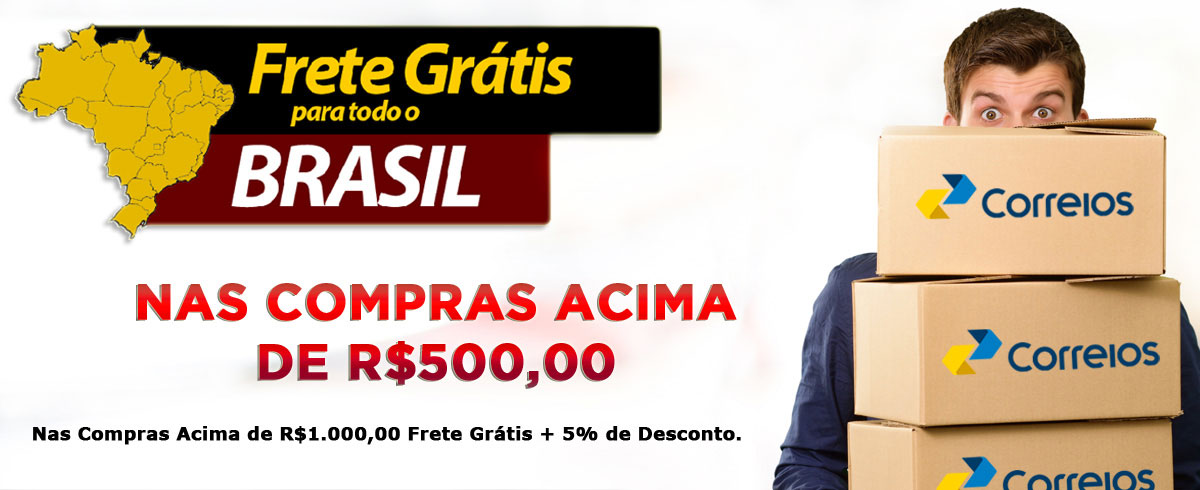 Frete Grátis
para todo o
BRASIL
NAS COMPRAS ACIMA
DE R$500,00
Nas Compras Acima de R$1.000,00 Frete Grátis + 5% de Desconto.
Correios
Correios
Correios